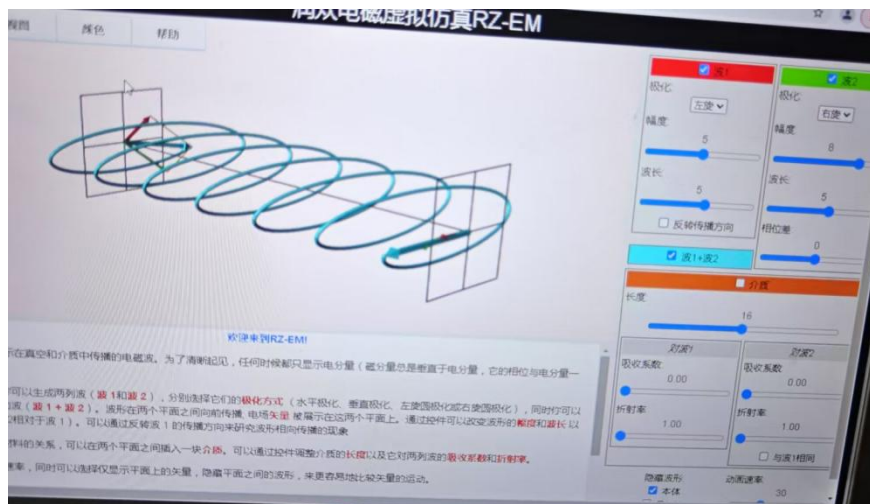 润欢电磁虚拟仿真RZ-EM
视图 颜色 帮助
波1
极化:
左旋
幅度:
5
波长:
5
反转传播方向
波2
极化:
右旋
幅度:
8
波长:
5
相位差
0
波1+波2
介质
长度:
16
对波1
吸收系数
0.00
折射率
1.00
对波2
吸收系数
0.00
折射率
1.00
与波1相同
隐藏波形
本体
动画速率:
30
欢迎来到RZ-EM!
示在真空和介质中传播的电磁波。为了清晰起见，任何时候都只显示电分量（磁分量总是垂直于电分量，它的相位与电分量一
可以生成两列波（波1和波2），分别选择它们的极化方式（水平极化、垂直极化、左旋圆极化或右旋圆极化），同时你可以
波（波1+波2）。波形在两个平面之间向前传播,电场矢量被展示在这两个平面上。通过控件可以改变波形的幅度和波长以
相对于波1）。可以通过反转波1的传播方向来研究波形相向传播的现象
料的关系，可以在两个平面之间插入一块介质。可以通过控件调整介质的长度以及它对两列波的吸收系数和折射率。
速率，同时可以选择仅显示平面上的矢量，隐藏平面之间的波形，来更容易地比较矢量的运动。